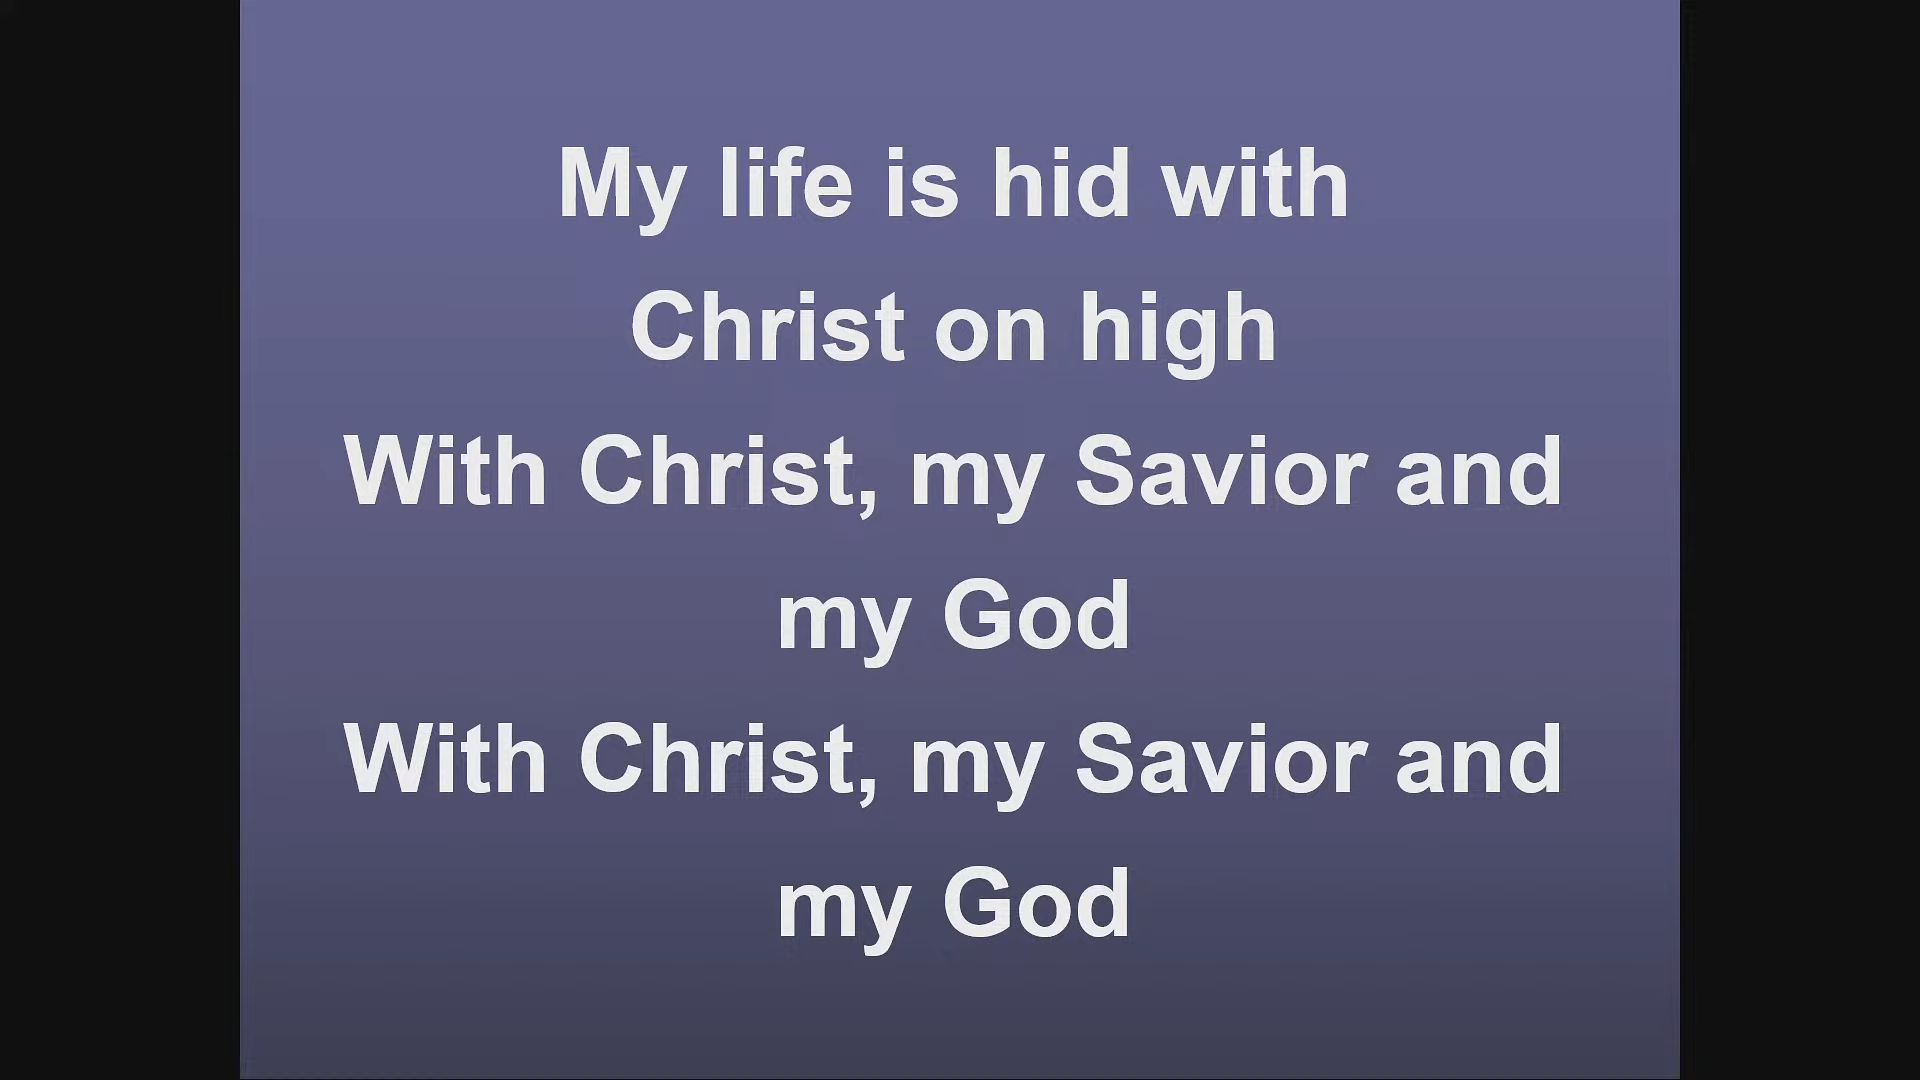 My life is hid with
Christ on high
With Christ, my Savior and
my God
With Christ, my Savior and
my God